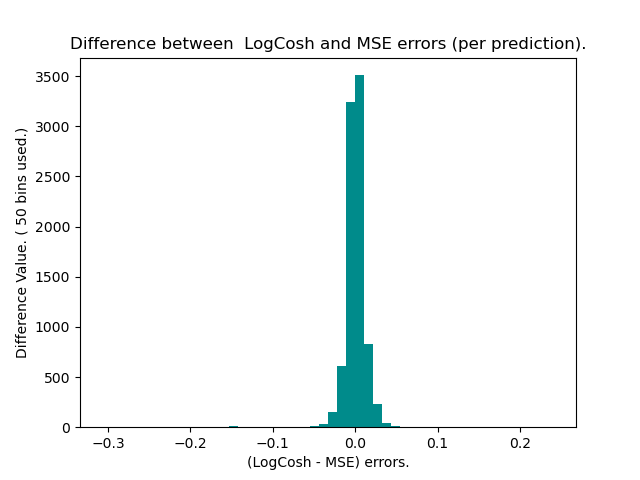 Difference between  LogCosh and MSE errors (per prediction).
3500
3000
2500
2000
1500
1000
500
0
Difference Value. ( 50 bins used.)
−0.3 −0.2 −0.1 0.0 0.1 0.2
(LogCosh - MSE) errors.